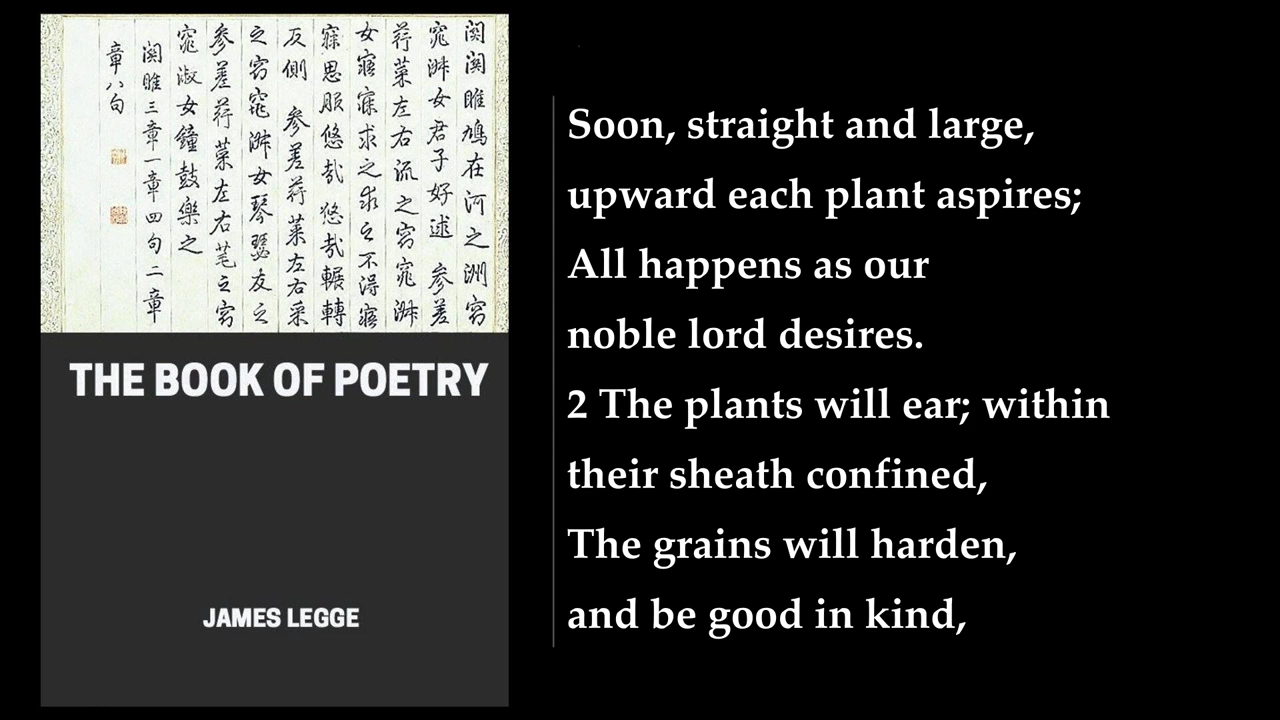 関関雎鳩在河之洲窈
窕淑女君子好逑 参差
荇菜左右流之窈窕淑
女寤寐求之求之不得寤
寐思服悠哉悠哉輾轉
反側 参差荇菜左右采
之窈窕淑女琴瑟友之
参差荇菜左右芼之窈
窕淑女鐘鼓樂之
関雎三章一章四句二章
章八句
THE BOOK OF POETRY
JAMES LEGGE
Soon, straight and large,
upward each plant aspires;
All happens as our
noble lord desires.
2 The plants will ear; within
their sheath confined,
The grains will harden,
and be good in kind,